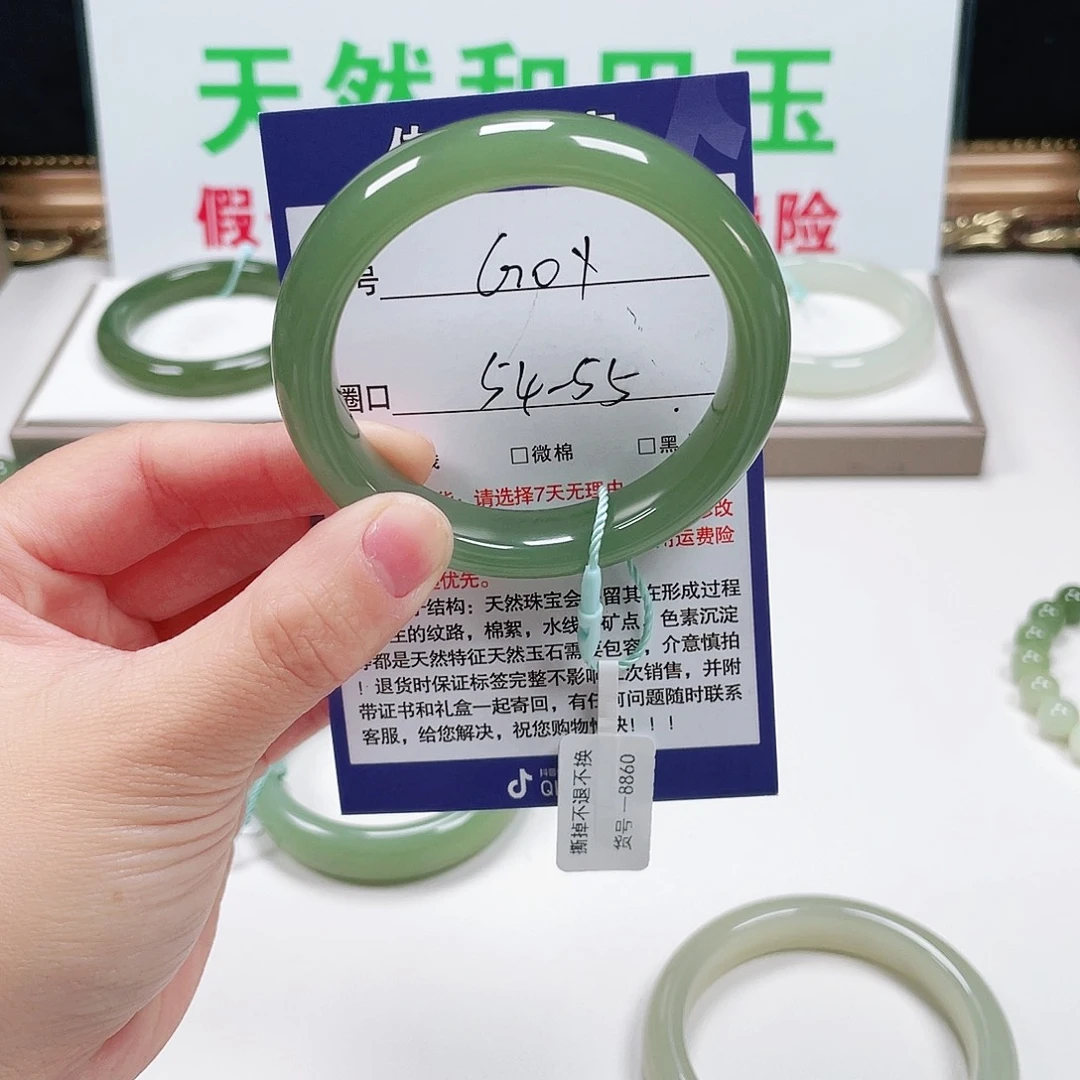 天然和田玉
假
险
号 GOY
圈口 54-55
□微棉 □黑
请选择7天无理由
改
运费险
优先。
结构：天然珠宝会留其在形成过程
的纹路，棉絮，水线，矿点，色素沉淀
都是天然特征天然玉石需要包容，介意慎拍
！退货时保证标签完整不影响二次销售，并附
带证书和礼盒一起寄回，有任何问题随时联系
客服，给您解决，祝您购物愉快！！！
撕掉不退不换
货号一8860